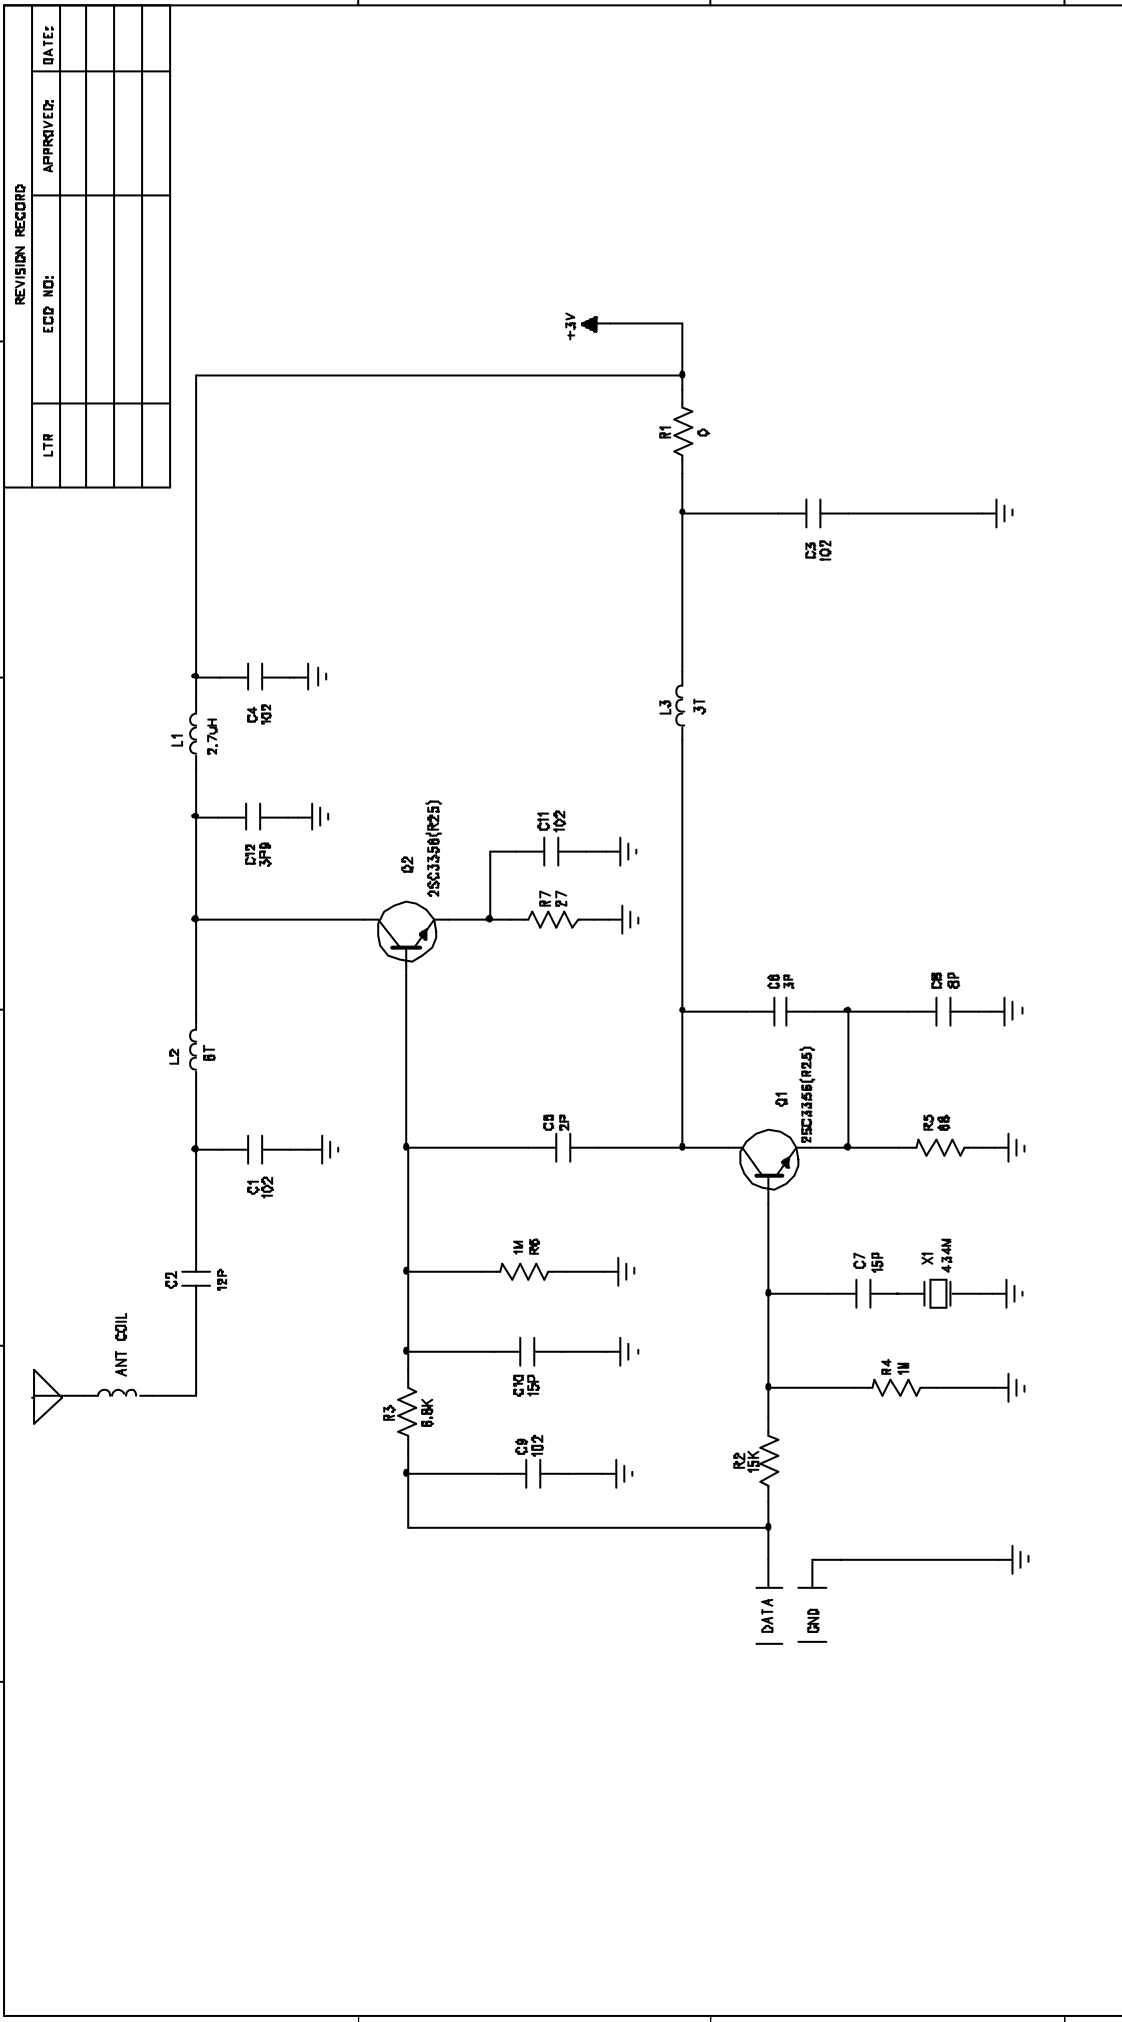 REVISION RECORD
LTR
ECO NO:
APPROVED:
DATE:
+3V
R1
0
C3
102
C4
102
L1
2.7uH
L3
3T
C12
3P9
Q2
2SC3356(R25)
C11
102
R7
27
C6
3P
8P
L2
6T
Q1
2SC3356(R25)
2P
R5
68
C1
102
1M
R6
C7
15P
X1
434M
C2
12P
ANT COIL
C10
15P
R4
1M
R3
6.8K
C9
102
R2
15K
DATA
GND